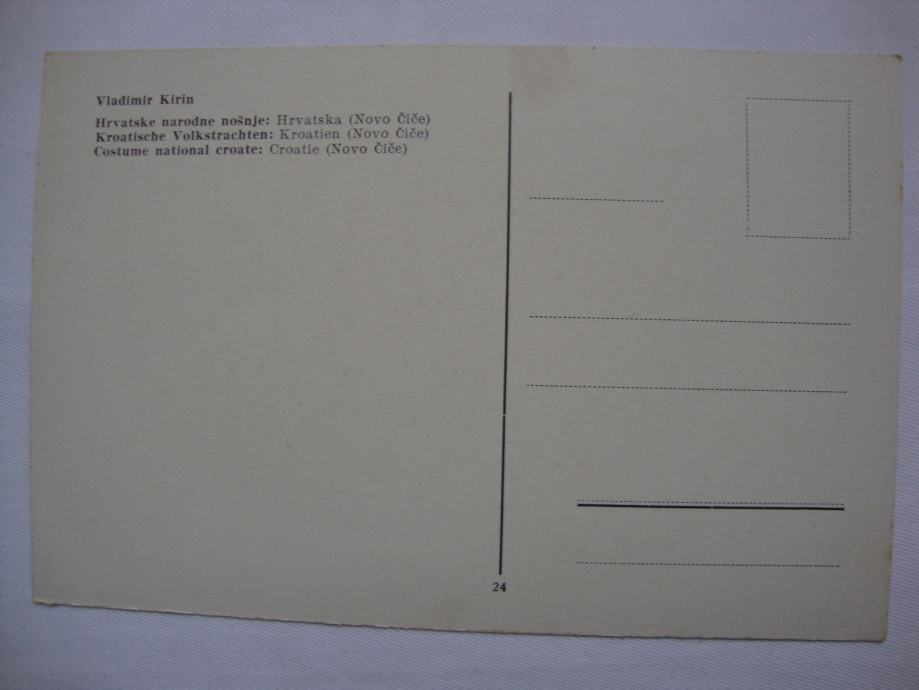 Vladimir Kirin
Hrvatske narodne nošnje: Hrvatska (Novo Čiče)
Kroatische Volkstrachten: Kroatien (Novo Čiče)
Costume national croate: Croatie (Novo Čiče)
24